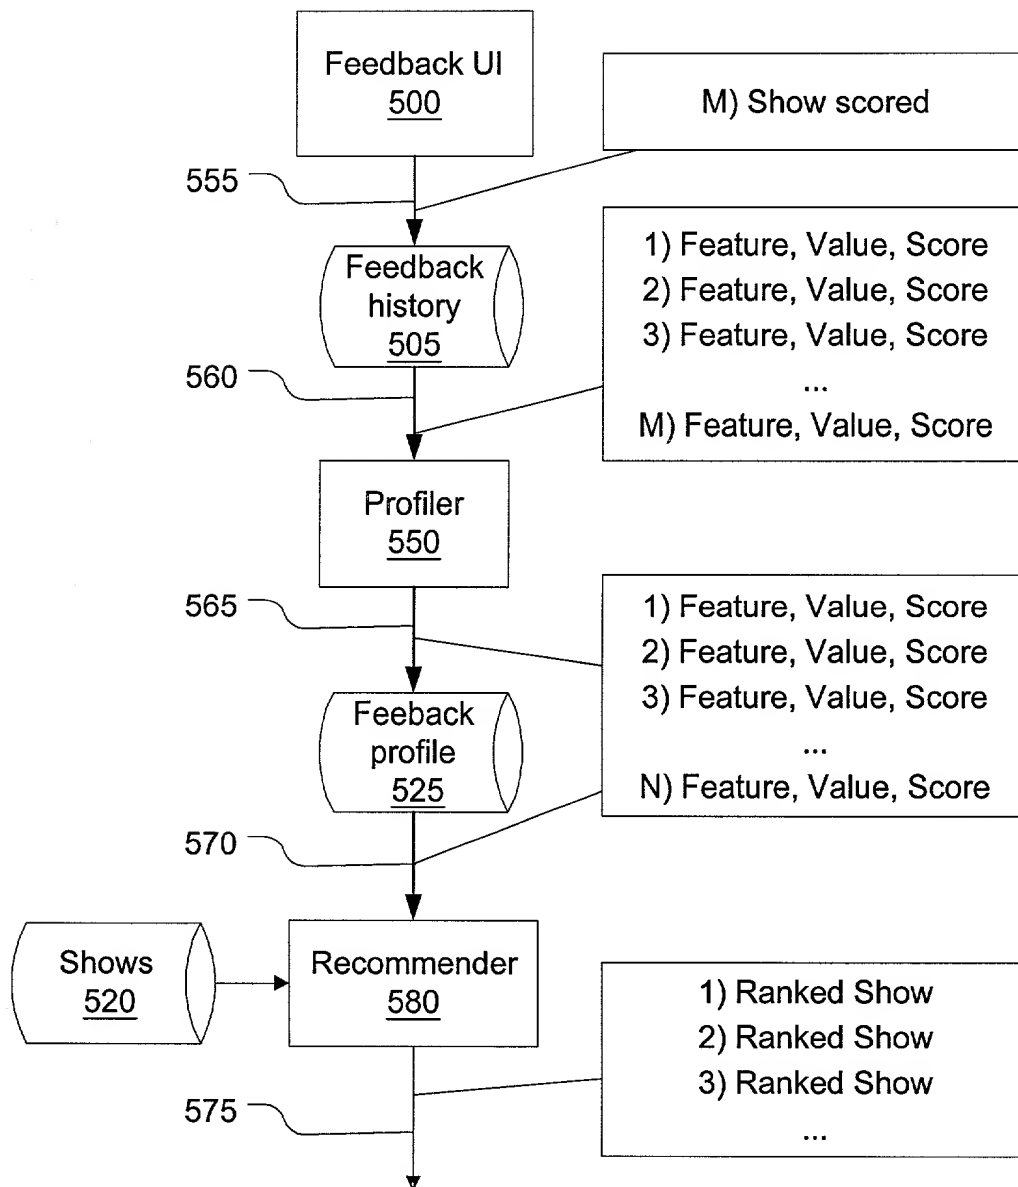 Feedback UI
500
M) Show scored
555
1) Feature, Value, Score
2) Feature, Value, Score
3) Feature, Value, Score
...
M) Feature, Value, Score
Feedback
history
505
560
Profiler
550
565
1) Feature, Value, Score
2) Feature, Value, Score
3) Feature, Value, Score
...
N) Feature, Value, Score
Feeback
profile
525
570
Shows
520
Recommender
580
1) Ranked Show
2) Ranked Show
3) Ranked Show
...
575